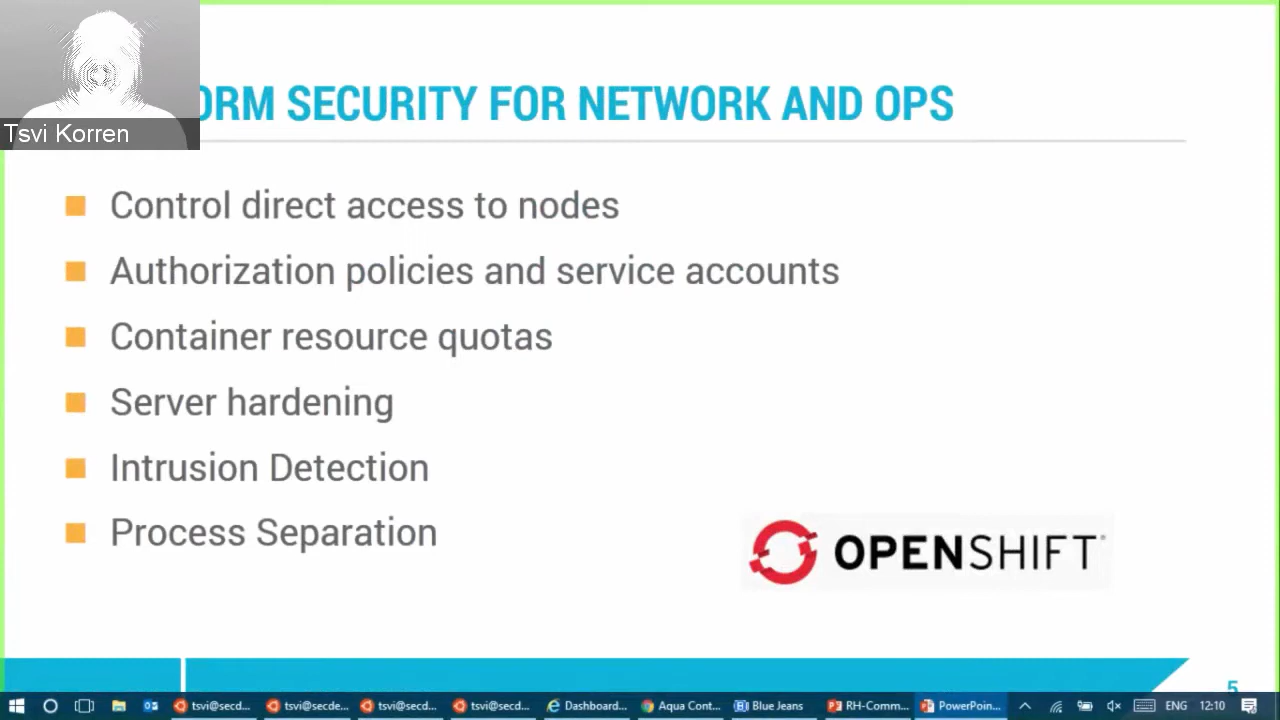 ORM SECURITY FOR NETWORK AND OPS
Tsvi Korren
Control direct access to nodes
Authorization policies and service accounts
Container resource quotas
Server hardening
Intrusion Detection
Process Separation
OPENSHIFT
5
tsvi@secd... tsvi@secde... tsvi@secd... tsvi@secd... Dashboard... Aqua Cont... Blue Jeans RH-Comm... PowerPoin... ENG 12:10